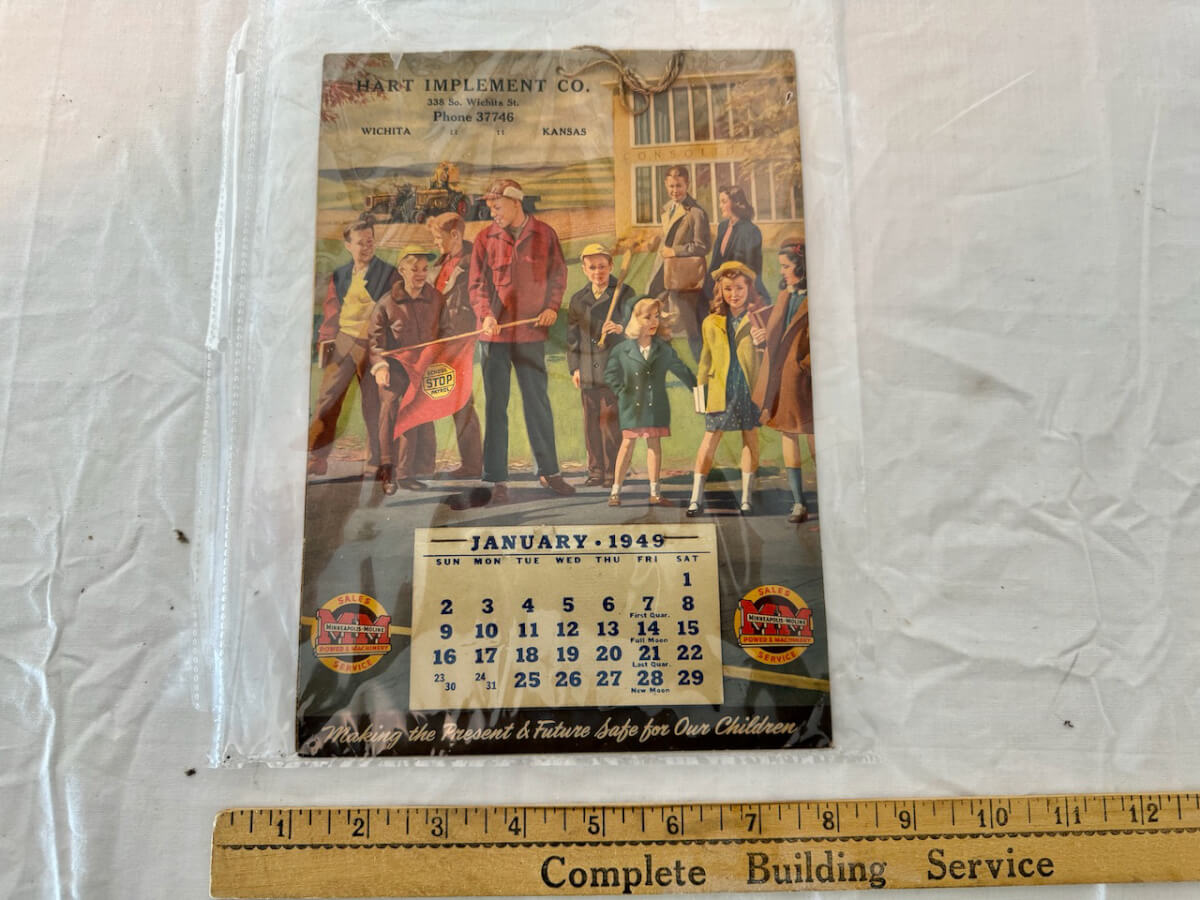 HART IMPLEMENT CO.
338 So. Wichita St.
Phone 37746
WICHITA :: :: KANSAS
CONSOLIDA
SCHOOL
STOP
PATROL
JANUARY • 1949
SUN MON TUE WED THU FRI SAT
1
2 3 4 5 6 7 8
First Quar.
9 10 11 12 13 14 15
Full Moon
16 17 18 19 20 21 22
Last Quar.
23 30 24 31 25 26 27 28 29
New Moon
SALES
MM
MINNEAPOLIS-MOLINE
POWER & MACHINERY
SERVICE
SALES
MM
MINNEAPOLIS-MOLINE
POWER & MACHINERY
SERVICE
Making the Present & Future Safe for Our Children
1 2 3 4 5 6 7 8 9 10 11 12
Complete Building Service